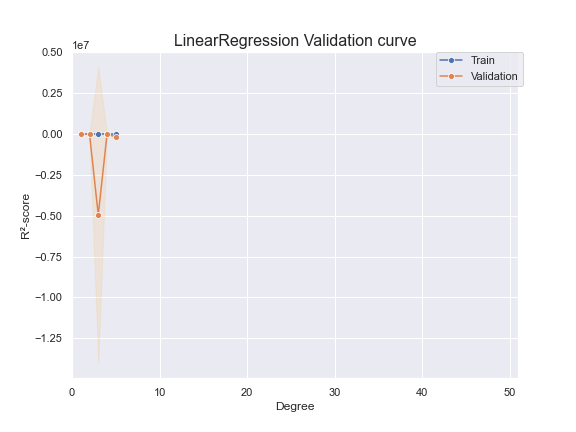 LinearRegression Validation curve
1e7
Train
Validation
0.50
0.25
0.00
−0.25
−0.50
−0.75
−1.00
−1.25
R²-score
0 10 20 30 40 50
Degree